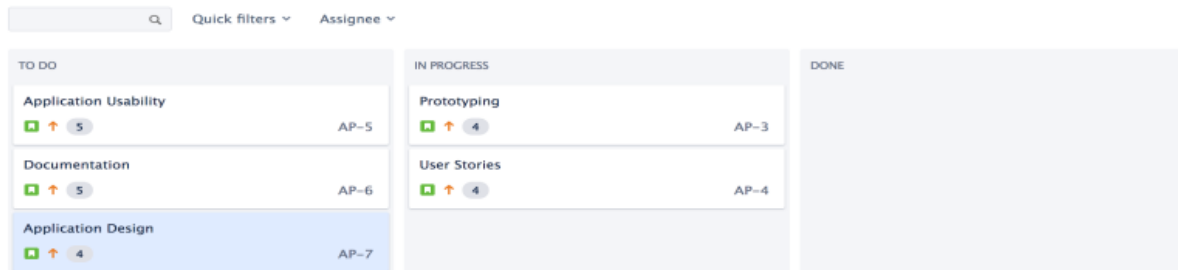 Quick filters Assignee
TO DO
Application Usability
5 AP-5
Documentation
5 AP-6
Application Design
4 AP-7
IN PROGRESS
Prototyping
4 AP-3
User Stories
4 AP-4
DONE